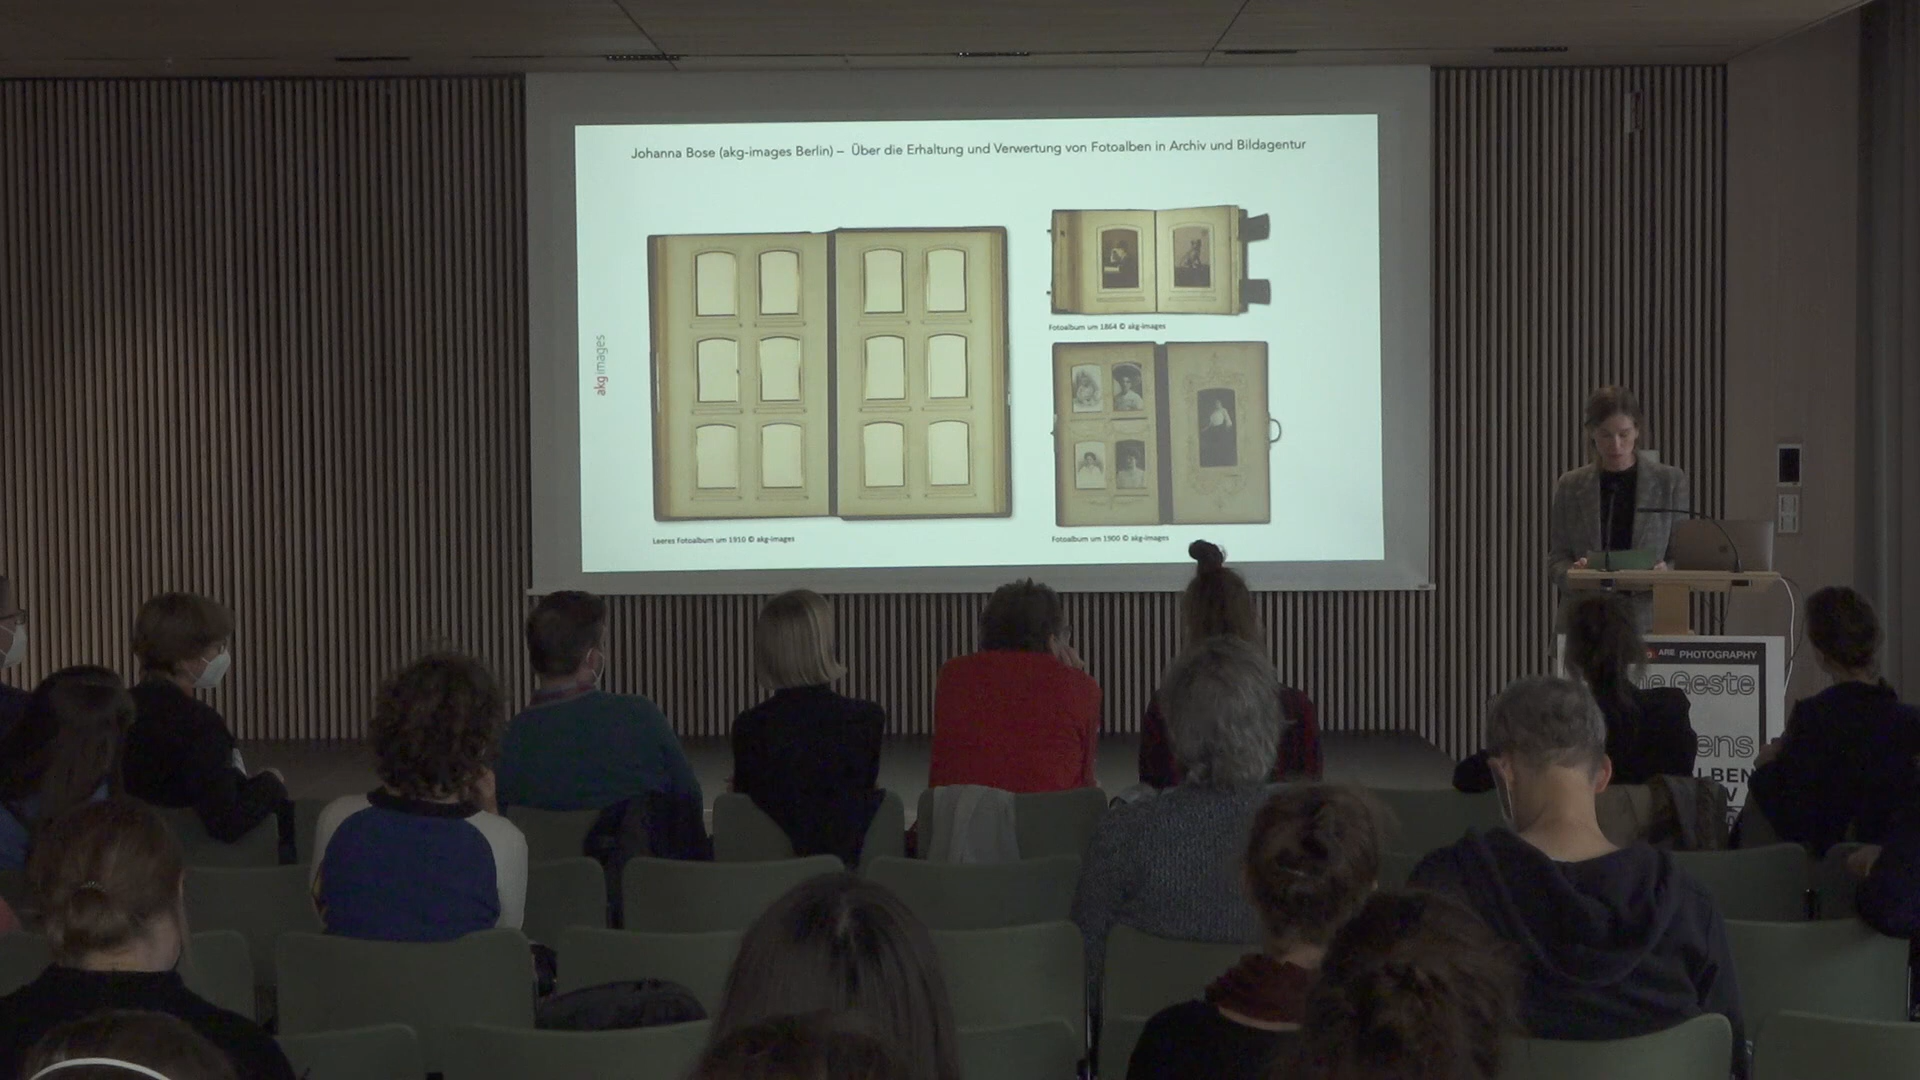 Johanna Bose (akg-images Berlin) – Über die Erhaltung und Verwertung von Fotoalben in Archiv und Bildagentur
akg images
Fotoalbum um 1864 © akg-images
Leeres Fotoalbum um 1910 © akg-images
Fotoalbum um 1900 © akg-images
ARE PHOTOGRAPHY
Geste